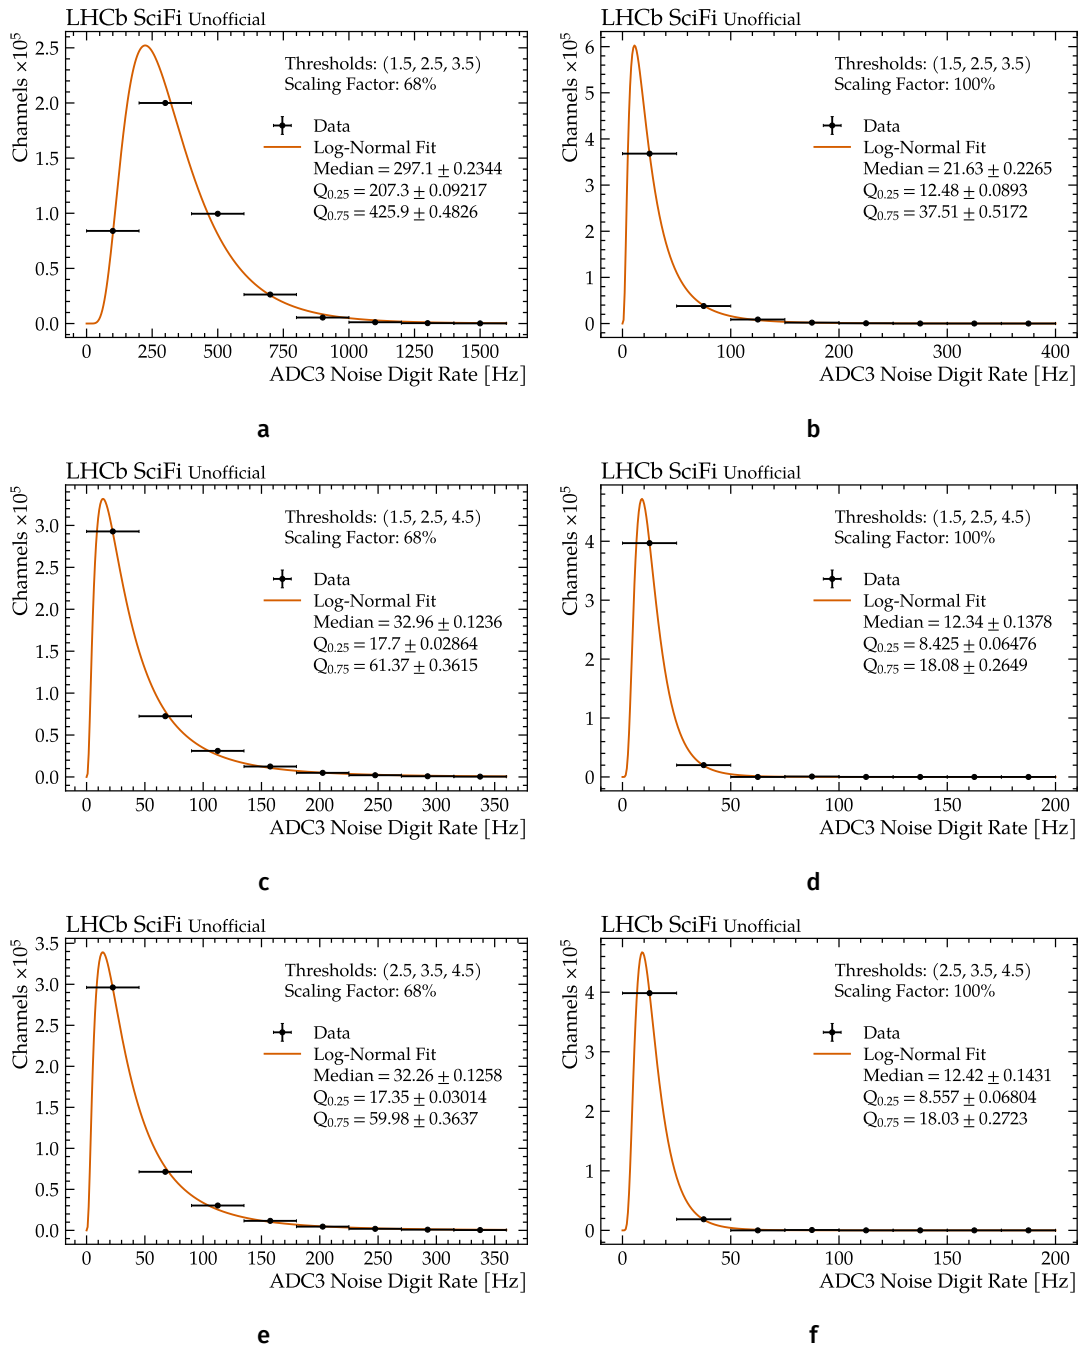 LHCb SciFi Unofficial
Channels ×10⁵
Thresholds: (1.5, 2.5, 3.5)
Scaling Factor: 68%
Data
Log-Normal Fit
Median = 297.1 ± 0.2344
Q₀.₂₅ = 207.3 ± 0.09217
Q₀.₇₅ = 425.9 ± 0.4826
2.5
2.0
1.5
1.0
0.5
0.0
0 250 500 750 1000 1250 1500
ADC3 Noise Digit Rate [Hz]
a
LHCb SciFi Unofficial
Channels ×10⁵
Thresholds: (1.5, 2.5, 3.5)
Scaling Factor: 100%
Data
Log-Normal Fit
Median = 21.63 ± 0.2265
Q₀.₂₅ = 12.48 ± 0.0893
Q₀.₇₅ = 37.51 ± 0.5172
6
5
4
3
2
1
0
0 100 200 300 400
ADC3 Noise Digit Rate [Hz]
b
LHCb SciFi Unofficial
Channels ×10⁵
Thresholds: (1.5, 2.5, 4.5)
Scaling Factor: 68%
Data
Log-Normal Fit
Median = 32.96 ± 0.1236
Q₀.₂₅ = 17.7 ± 0.02864
Q₀.₇₅ = 61.37 ± 0.3615
3.0
2.5
2.0
1.5
1.0
0.5
0.0
0 50 100 150 200 250 300 350
ADC3 Noise Digit Rate [Hz]
c
LHCb SciFi Unofficial
Channels ×10⁵
Thresholds: (1.5, 2.5, 4.5)
Scaling Factor: 100%
Data
Log-Normal Fit
Median = 12.34 ± 0.1378
Q₀.₂₅ = 8.425 ± 0.06476
Q₀.₇₅ = 18.08 ± 0.2649
4
3
2
1
0
0 50 100 150 200
ADC3 Noise Digit Rate [Hz]
d
LHCb SciFi Unofficial
Channels ×10⁵
Thresholds: (2.5, 3.5, 4.5)
Scaling Factor: 68%
Data
Log-Normal Fit
Median = 32.26 ± 0.1258
Q₀.₂₅ = 17.35 ± 0.03014
Q₀.₇₅ = 59.98 ± 0.3637
3.5
3.0
2.5
2.0
1.5
1.0
0.5
0.0
0 50 100 150 200 250 300 350
ADC3 Noise Digit Rate [Hz]
e
LHCb SciFi Unofficial
Channels ×10⁵
Thresholds: (2.5, 3.5, 4.5)
Scaling Factor: 100%
Data
Log-Normal Fit
Median = 12.42 ± 0.1431
Q₀.₂₅ = 8.557 ± 0.06804
Q₀.₇₅ = 18.03 ± 0.2723
4
3
2
1
0
0 50 100 150 200
ADC3 Noise Digit Rate [Hz]
f